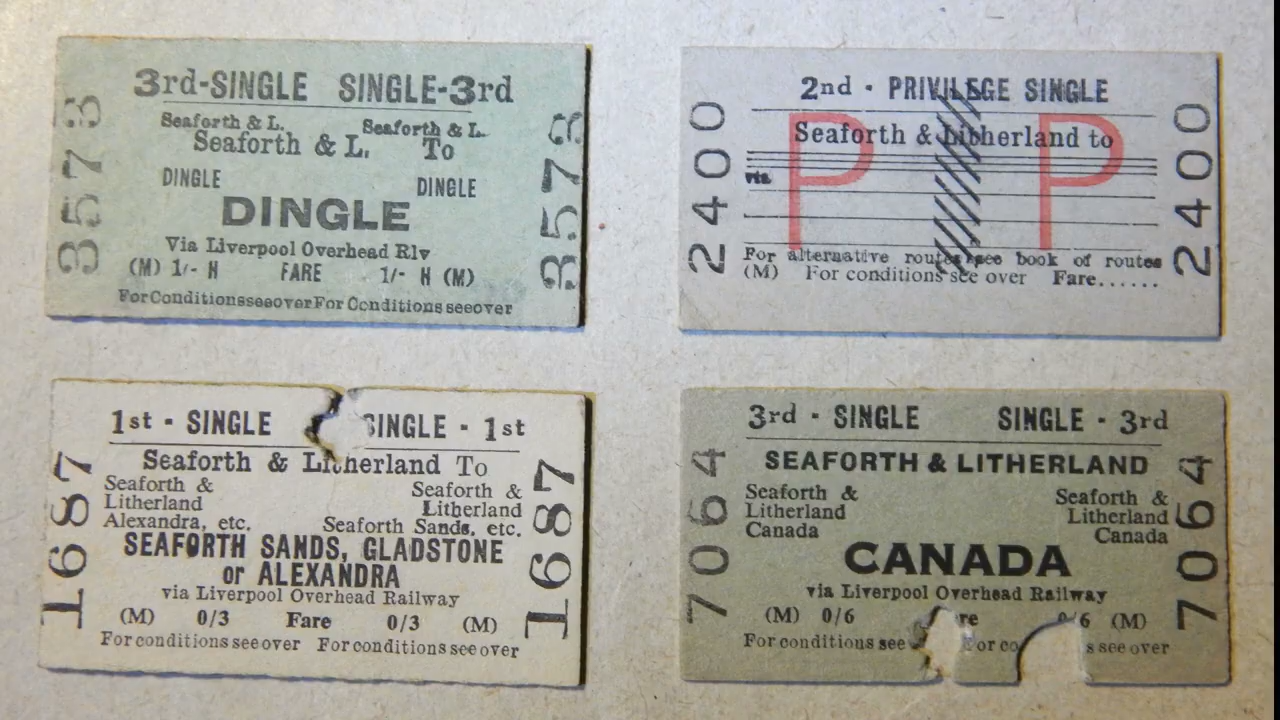 3rd-SINGLE SINGLE-3rd
Seaforth & L. Seaforth & L.
Seaforth & L. To
DINGLE DINGLE
DINGLE
Via Liverpool Overhead Rly
(M) 1/- H FARE 1/- H (M)
For Conditions see over For Conditions see over
3573
3573
2nd · PRIVILEGE SINGLE
Seaforth & Litherland to
via
P P
For alternative routes see book of routes
(M) For conditions see over Fare......
2400
2400
1st · SINGLE SINGLE · 1st
Seaforth & Litherland To
Seaforth & Seaforth &
Litherland Litherland
Alexandra, etc. Seaforth Sands, etc.
SEAFORTH SANDS, GLADSTONE
or ALEXANDRA
via Liverpool Overhead Railway
(M) 0/3 Fare 0/3 (M)
For conditions see over For conditions see over
1687
1687
3rd · SINGLE SINGLE · 3rd
SEAFORTH & LITHERLAND
Seaforth & Seaforth &
Litherland Litherland
Canada Canada
CANADA
via Liverpool Overhead Railway
(M) 0/6 re 0/6 (M)
For conditions see For co s see over
7064
7064